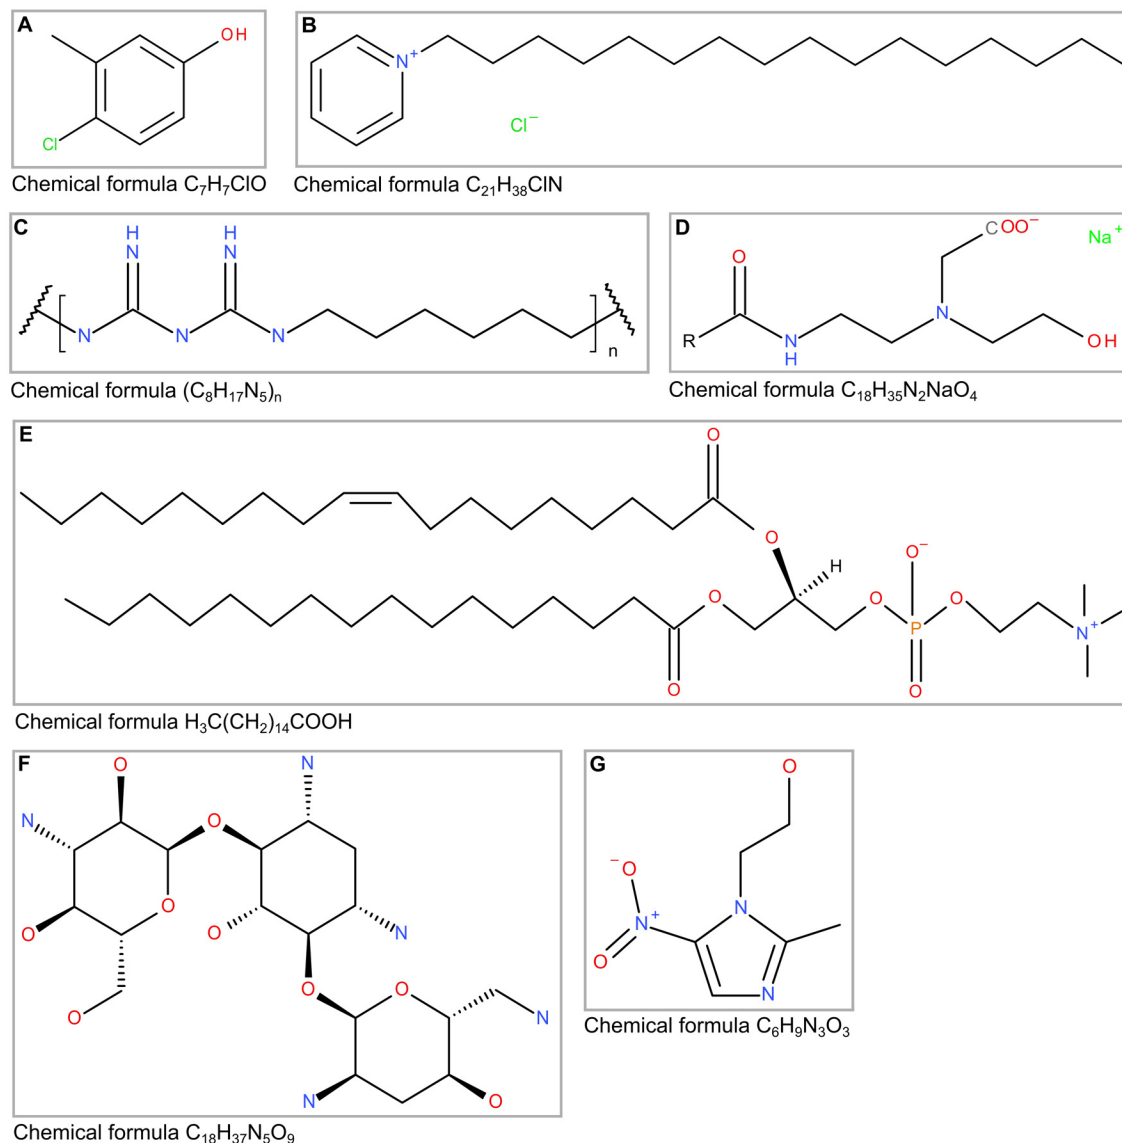 A
OH
Cl
Chemical formula C₇H₇ClO
B
N⁺
Cl⁻
Chemical formula C₂₁H₃₈ClN
C
H H
N N
N N N
n
Chemical formula (C₈H₁₇N₅)ₙ
D
COO⁻ Na⁺
O
N
R N OH
H
Chemical formula C₁₈H₃₅N₂NaO₄
E
O
O
O⁻
H
O O O
P N⁺
O O
Chemical formula H₃C(CH₂)₁₄COOH
F
O N
N O
O
O O N
O O
O N
N O
Chemical formula C₁₈H₃₇N₅O₉
G
O
⁻O
N⁺ N
O
N
Chemical formula C₆H₉N₃O₃